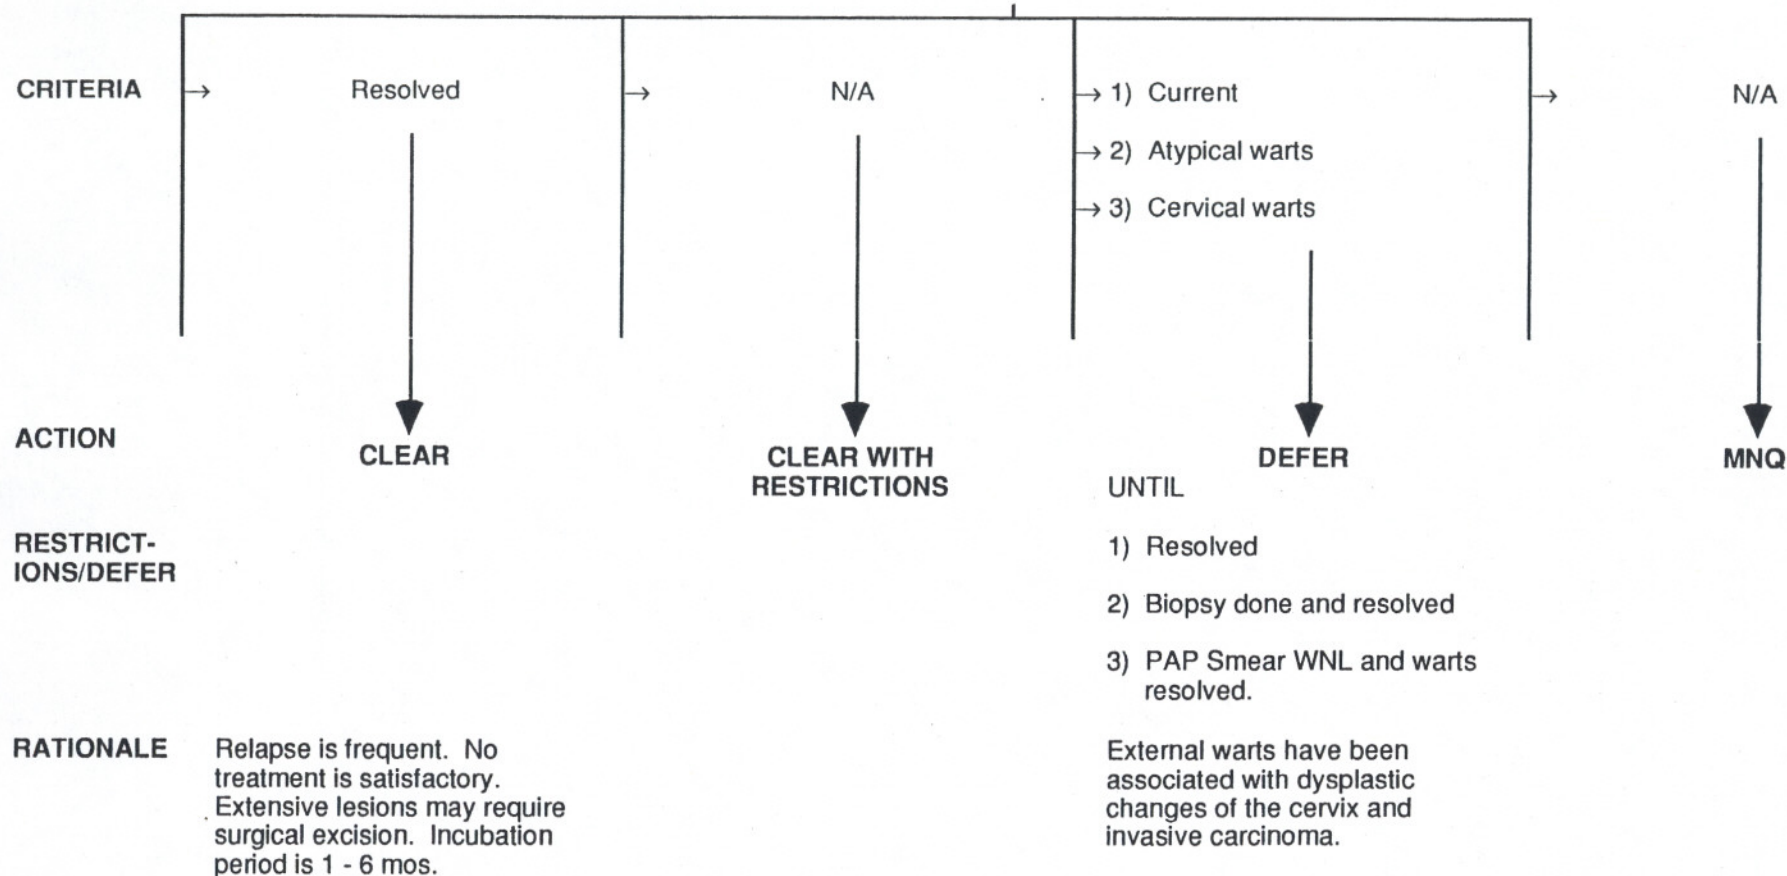 CRITERIA → Resolved → N/A → 1) Current → N/A
→ 2) Atypical warts
→ 3) Cervical warts
ACTION
CLEAR
CLEAR WITH
RESTRICTIONS
DEFER
MNQ
UNTIL
RESTRICT-
IONS/DEFER
1) Resolved
2) Biopsy done and resolved
3) PAP Smear WNL and warts
resolved.
RATIONALE
Relapse is frequent. No
treatment is satisfactory.
Extensive lesions may require
surgical excision. Incubation
period is 1 - 6 mos.
External warts have been
associated with dysplastic
changes of the cervix and
invasive carcinoma.